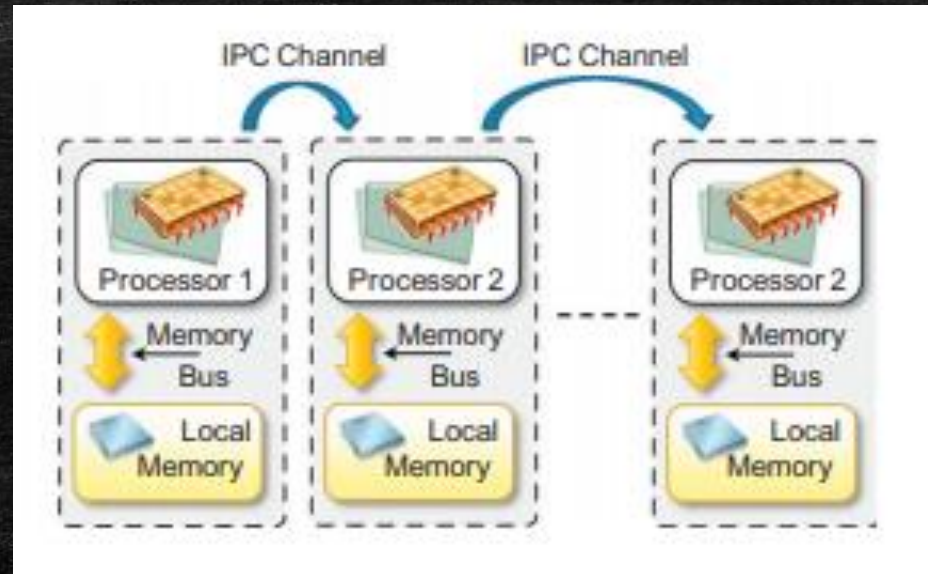 IPC Channel IPC Channel
Processor 1 Processor 2 Processor 2
Memory Memory Memory
Bus Bus Bus
Local Local Local
Memory Memory Memory